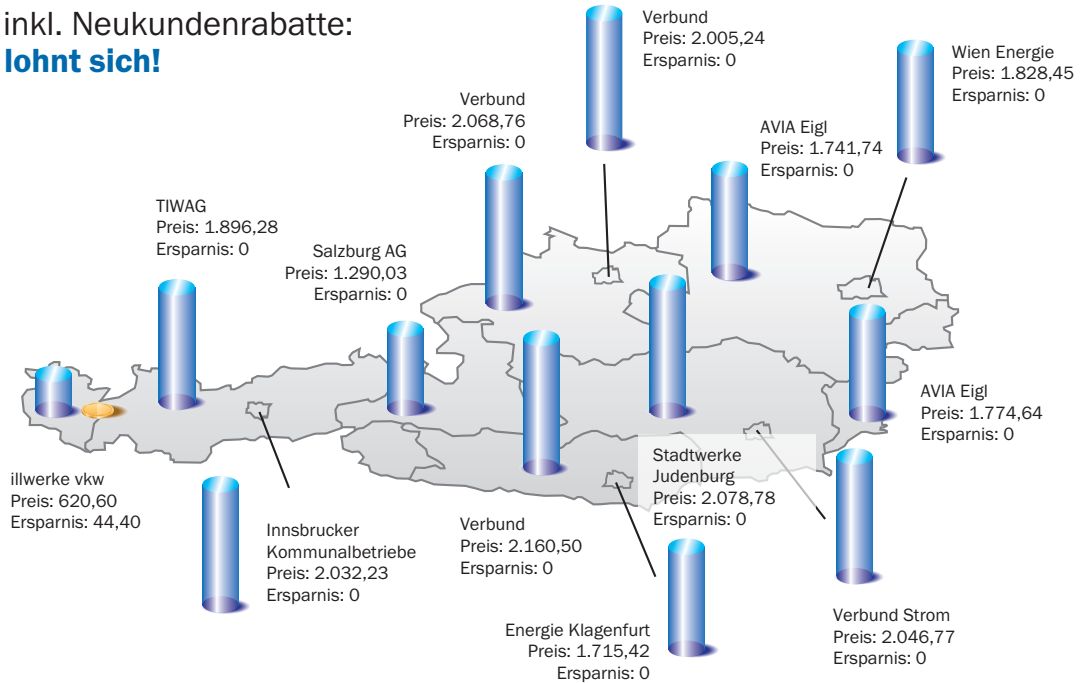 inkl. Neukundenrabatte:
lohnt sich!
Verbund
Preis: 2.005,24
Ersparnis: 0
Wien Energie
Preis: 1.828,45
Ersparnis: 0
Verbund
Preis: 2.068,76
Ersparnis: 0
AVIA Eigl
Preis: 1.741,74
Ersparnis: 0
TIWAG
Preis: 1.896,28
Ersparnis: 0
Salzburg AG
Preis: 1.290,03
Ersparnis: 0
AVIA Eigl
Preis: 1.774,64
Ersparnis: 0
illwerke vkw
Preis: 620,60
Ersparnis: 44,40
Stadtwerke
Judenburg
Preis: 2.078,78
Ersparnis: 0
Innsbrucker
Kommunalbetriebe
Preis: 2.032,23
Ersparnis: 0
Verbund
Preis: 2.160,50
Ersparnis: 0
Energie Klagenfurt
Preis: 1.715,42
Ersparnis: 0
Verbund Strom
Preis: 2.046,77
Ersparnis: 0